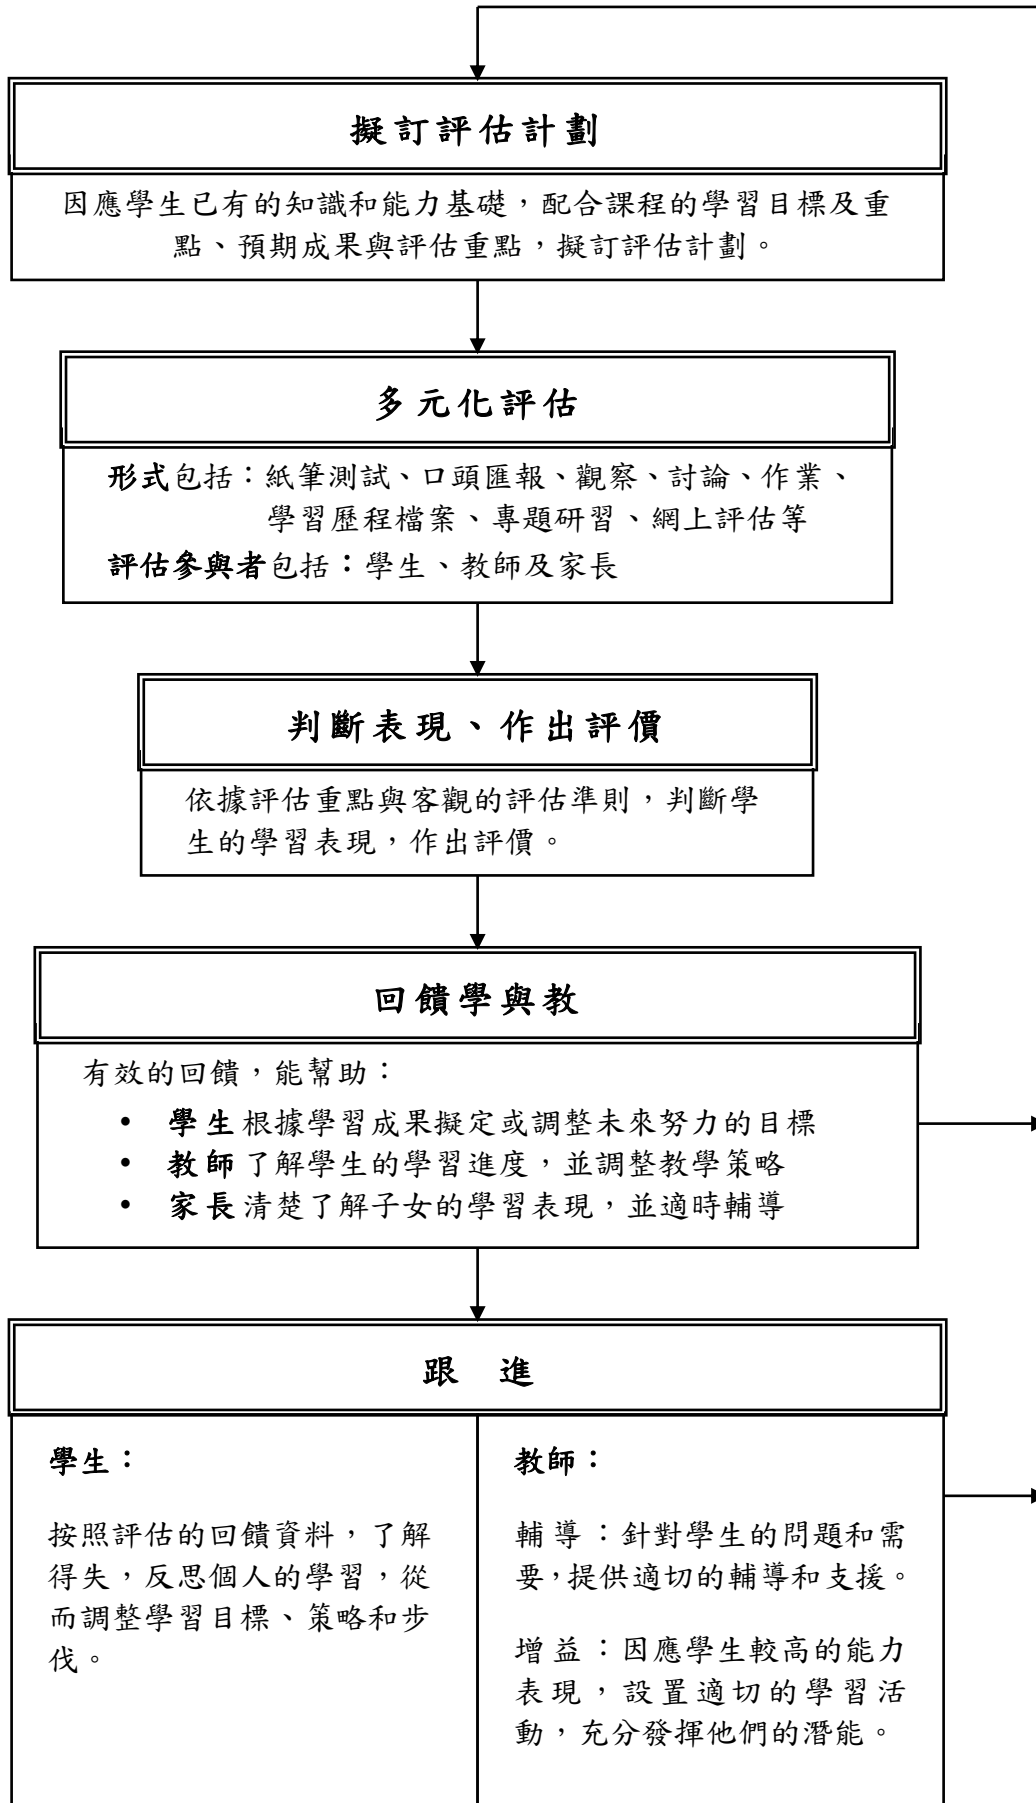 擬訂評估計劃
因應學生已有的知識和能力基礎，配合課程的學習目標及重
點、預期成果與評估重點，擬訂評估計劃。
多元化評估
形式包括：紙筆測試、口頭匯報、觀察、討論、作業、
學習歷程檔案、專題研習、網上評估等
評估參與者包括：學生、教師及家長
判斷表現、作出評價
依據評估重點與客觀的評估準則，判斷學
生的學習表現，作出評價。
回饋學與教
有效的回饋，能幫助：
• 學生根據學習成果擬定或調整未來努力的目標
• 教師了解學生的學習進度，並調整教學策略
• 家長清楚了解子女的學習表現，並適時輔導
跟 進
學生：
按照評估的回饋資料，了解
得失，反思個人的學習，從
而調整學習目標、策略和步
伐。
教師：
輔導：針對學生的問題和需
要，提供適切的輔導和支援。
增益：因應學生較高的能力
表現，設置適切的學習活
動，充分發揮他們的潛能。